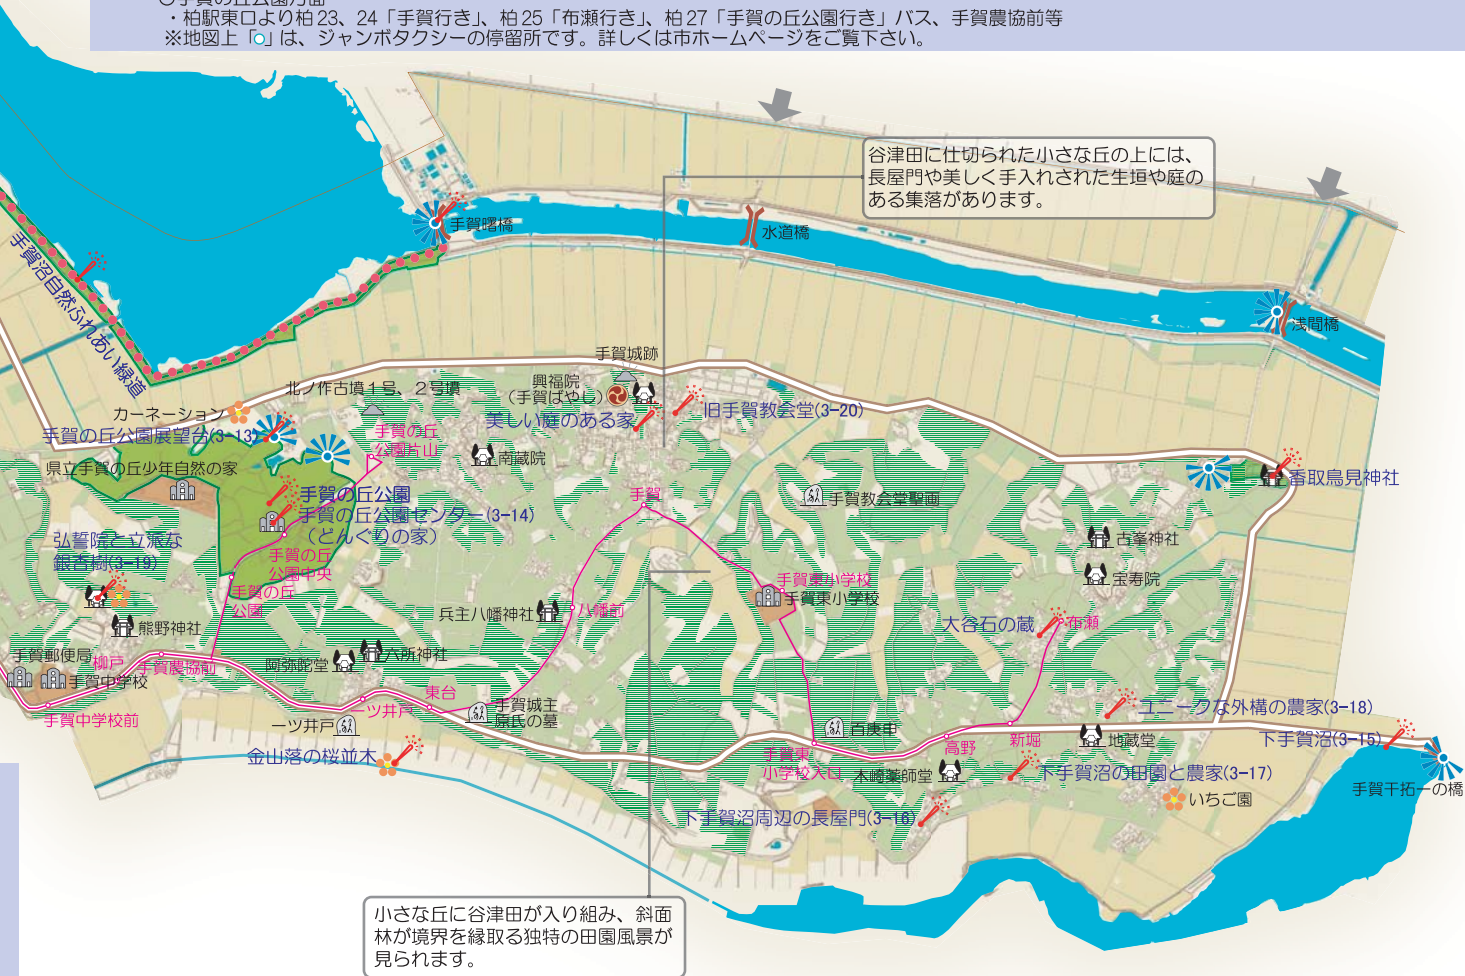 〇手賀の丘公園方面
・柏駅東口より柏23、24「手賀行き」、柏25「布瀬行き」、柏27「手賀の丘公園行き」バス、手賀農協前等
※地図上「」は、ジャンボタクシーの停留所です。詳しくは市ホームページをご覧下さい。
谷津田に仕切られた小さな丘の上には、
長屋門や美しく手入れされた生垣や庭の
ある集落があります。
手賀曙橋
水道橋
手賀沼自然ふれあい緑道
浅間橋
手賀城跡
北ノ作古墳1号、2号墳
興福院
（手賀ばやし）
カーネーション
美しい庭のある家
旧手賀教会堂(3-20)
手賀の丘公園展望台(3-13)
手賀の丘
公園片山
南蔵院
県立手賀の丘少年自然の家
香取鳥見神社
手賀の丘公園
手賀
手賀教会堂聖画
手賀の丘公園センター(3-14)
（どんぐりの家）
弘誓院と立派な
銀杏樹(3-19)
古峯神社
手賀の丘
公園中央
宝寿院
手賀の丘
公園
手賀東小学校
手賀東小学校
兵主八幡神社
八幡前
大谷石の蔵
布瀬
熊野神社
手賀郵便局
柳戸
手賀農協前
阿弥陀堂
六所神社
手賀中学校
手賀中学校前
東台
一ツ井戸
一ツ井戸
手賀城主
原氏の墓
ユニークな外構の農家(3-18)
百庚申
高野
新堀
地蔵堂
下手賀沼(3-15)
金山落の桜並木
手賀東
小学校入口
木崎薬師堂
下手賀沼の田園と農家(3-17)
手賀干拓一の橋
いちご園
下手賀沼周辺の長屋門(3-16)
小さな丘に谷津田が入り組み、斜面
林が境界を縁取る独特の田園風景が
見られます。